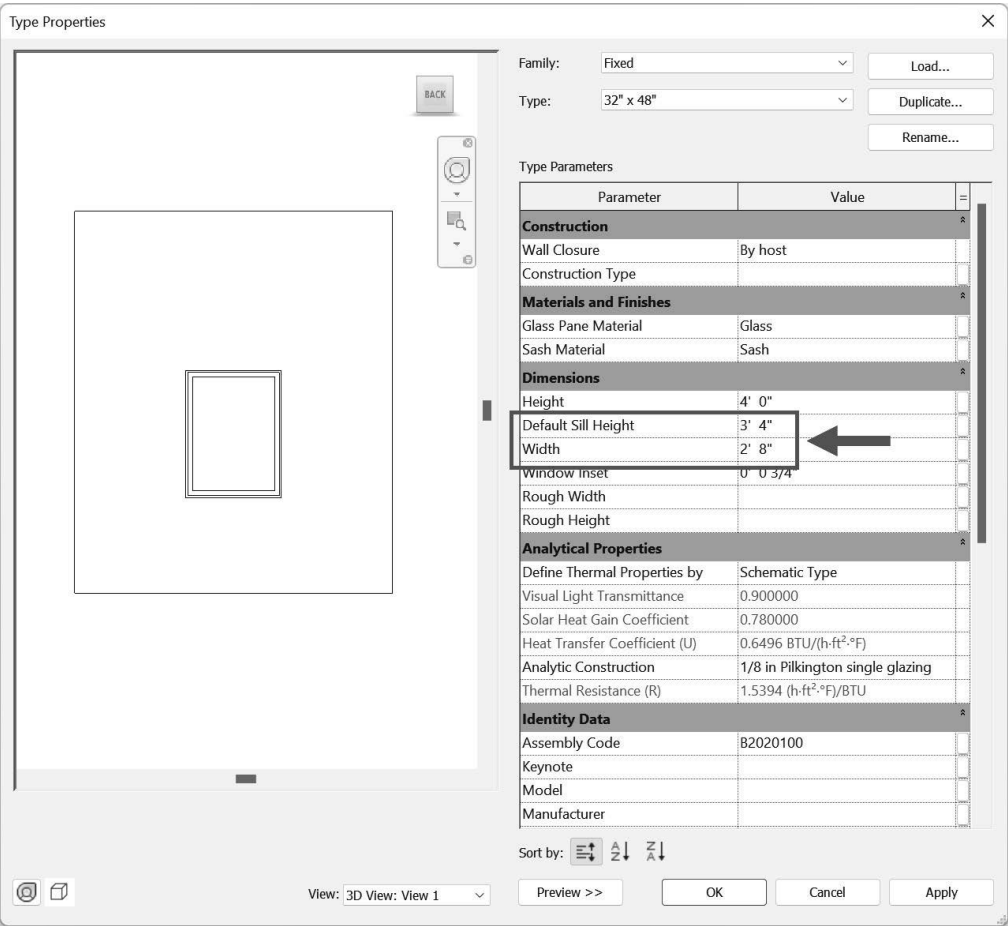 Type Properties
BACK
Family: Fixed Load...
Type: 32" x 48" Duplicate...
Rename...
Type Parameters
Parameter Value =
Construction
Wall Closure By host
Construction Type
Materials and Finishes
Glass Pane Material Glass
Sash Material Sash
Dimensions
Height 4' 0"
Default Sill Height 3' 4"
Width 2' 8"
Window Inset 0' 0 3/4"
Rough Width
Rough Height
Analytical Properties
Define Thermal Properties by Schematic Type
Visual Light Transmittance 0.900000
Solar Heat Gain Coefficient 0.780000
Heat Transfer Coefficient (U) 0.6496 BTU/(h·ft²·°F)
Analytic Construction 1/8 in Pilkington single glazing
Thermal Resistance (R) 1.5394 (h·ft²·°F)/BTU
Identity Data
Assembly Code B2020100
Keynote
Model
Manufacturer
Sort by: A Z Z A
View: 3D View: View 1 Preview >> OK Cancel Apply